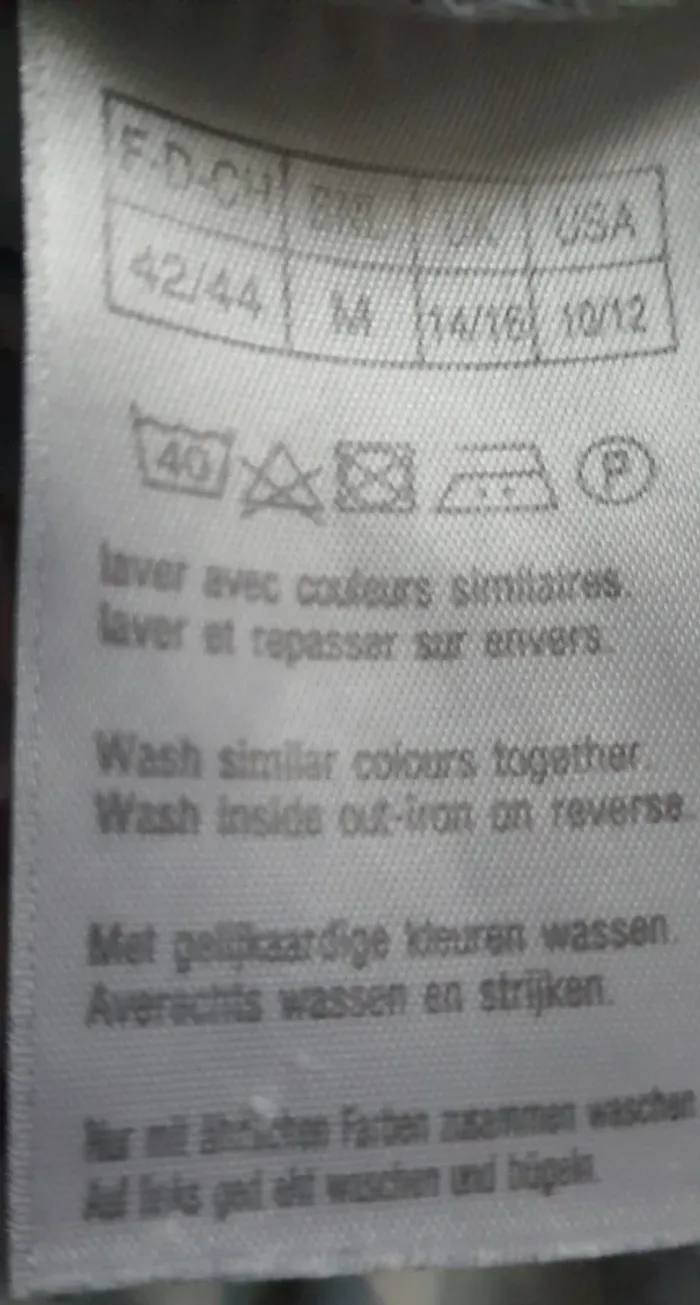 F-D-CH BNL UK USA
42/44 M 14/16 10/12
40 P
laver avec couleurs similaires.
laver et repasser sur envers.
Wash similar colours together.
Wash inside out-iron on reverse.
Met gelijkaardige kleuren wassen.
Averechts wassen en strijken.
Nur mit ähnlichen Farben zusammen waschen
Auf links waschen und bügeln.